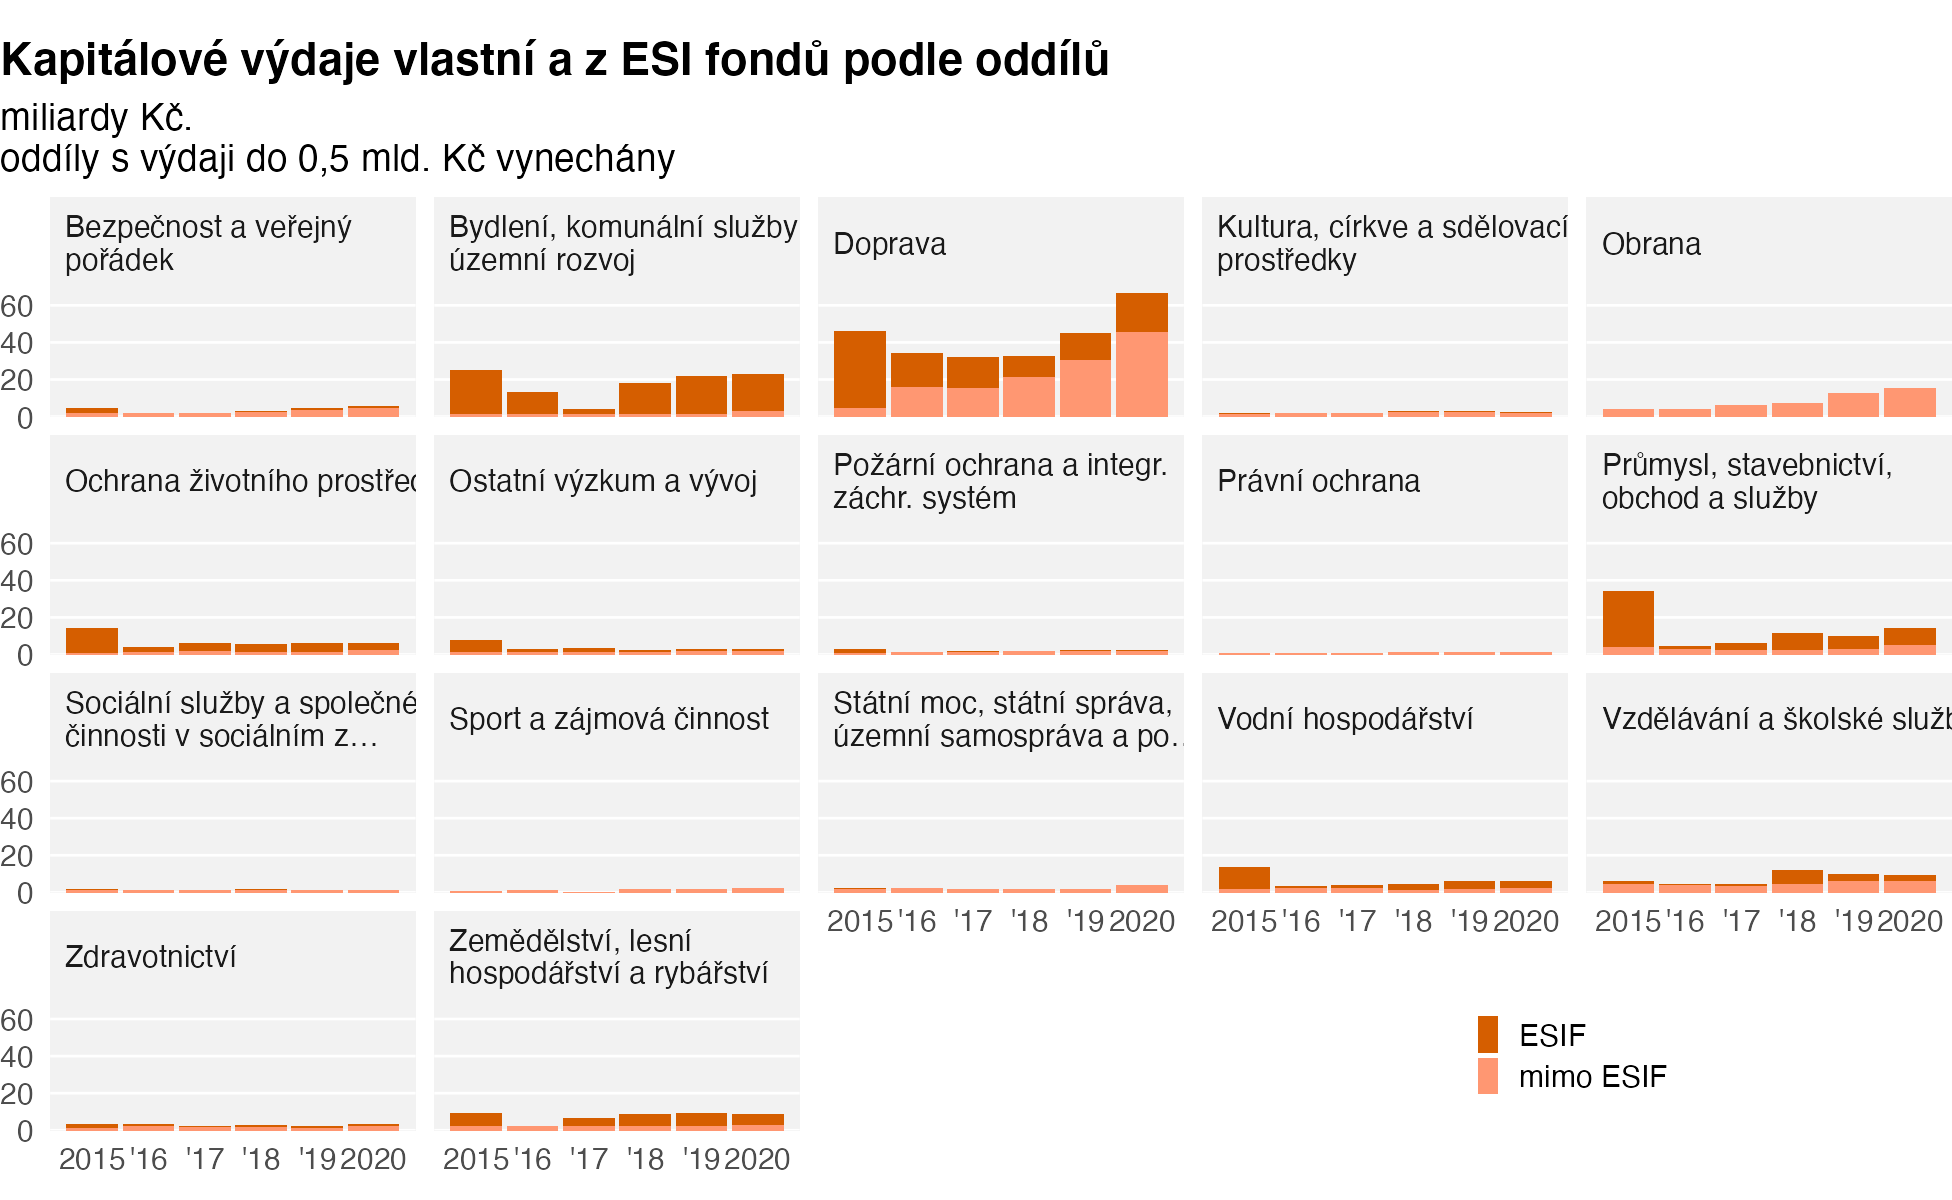 Kapitálové výdaje vlastní a z ESI fondů podle oddílů
miliardy Kč.
oddíly s výdaji do 0,5 mld. Kč vynechány
Bezpečnost a veřejný
pořádek
Bydlení, komunální služby
územní rozvoj
Doprava
Kultura, církve a sdělovací
prostředky
Obrana
60
40
20
0
Ochrana životního prostřed
Ostatní výzkum a vývoj
Požární ochrana a integr.
záchr. systém
Právní ochrana
Průmysl, stavebnictví,
obchod a služby
60
40
20
0
Sociální služby a společné
činnosti v sociálním z…
Sport a zájmová činnost
Státní moc, státní správa,
územní samospráva a po…
Vodní hospodářství
Vzdělávání a školské služb
60
40
20
0
2015 '16 '17 '18 '19 2020
2015 '16 '17 '18 '19 2020
2015 '16 '17 '18 '19 2020
Zdravotnictví
Zemědělství, lesní
hospodářství a rybářství
60
40
20
0
2015 '16 '17 '18 '19 2020
2015 '16 '17 '18 '19 2020
ESIF
mimo ESIF